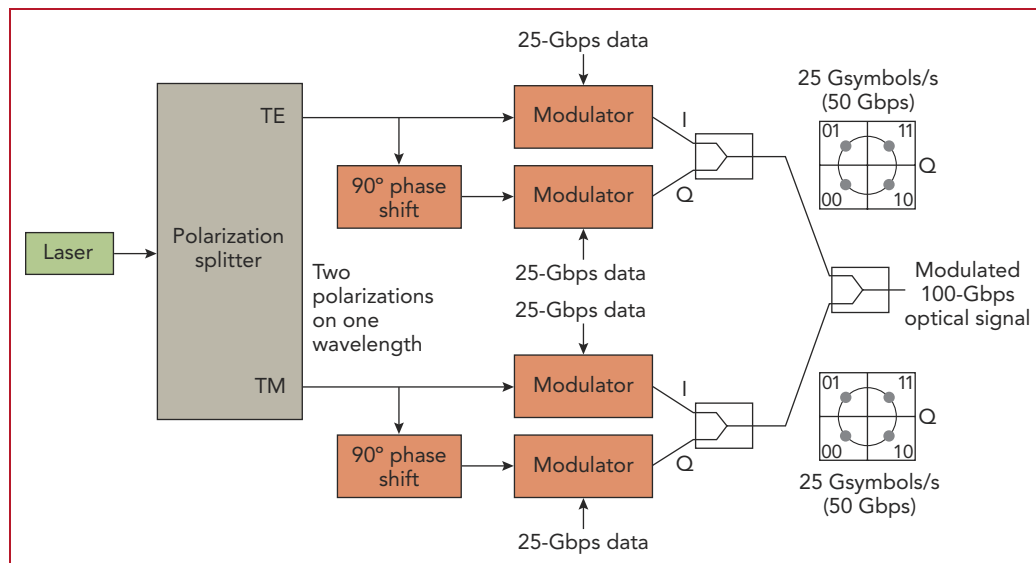 25-Gbps data
25 Gsymbols/s
(50 Gbps)
TE
Modulator
I
01 11
Q
00 10
90º phase
shift
Modulator
Q
Laser
Polarization
splitter
Two
polarizations
on one
wavelength
25-Gbps data
25-Gbps data
Modulated
100-Gbps
optical signal
TM
Modulator
I
01 11
Q
00 10
90º phase
shift
Modulator
Q
25 Gsymbols/s
(50 Gbps)
25-Gbps data